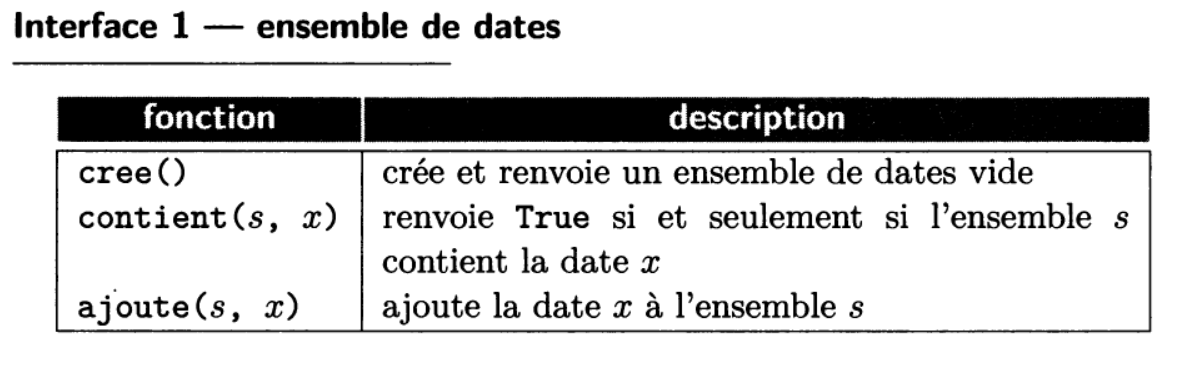 Interface 1 — ensemble de dates
fonction description
cree() crée et renvoie un ensemble de dates vide
contient(s, x) renvoie True si et seulement si l'ensemble s
contient la date x
ajoute(s, x) ajoute la date x à l'ensemble s